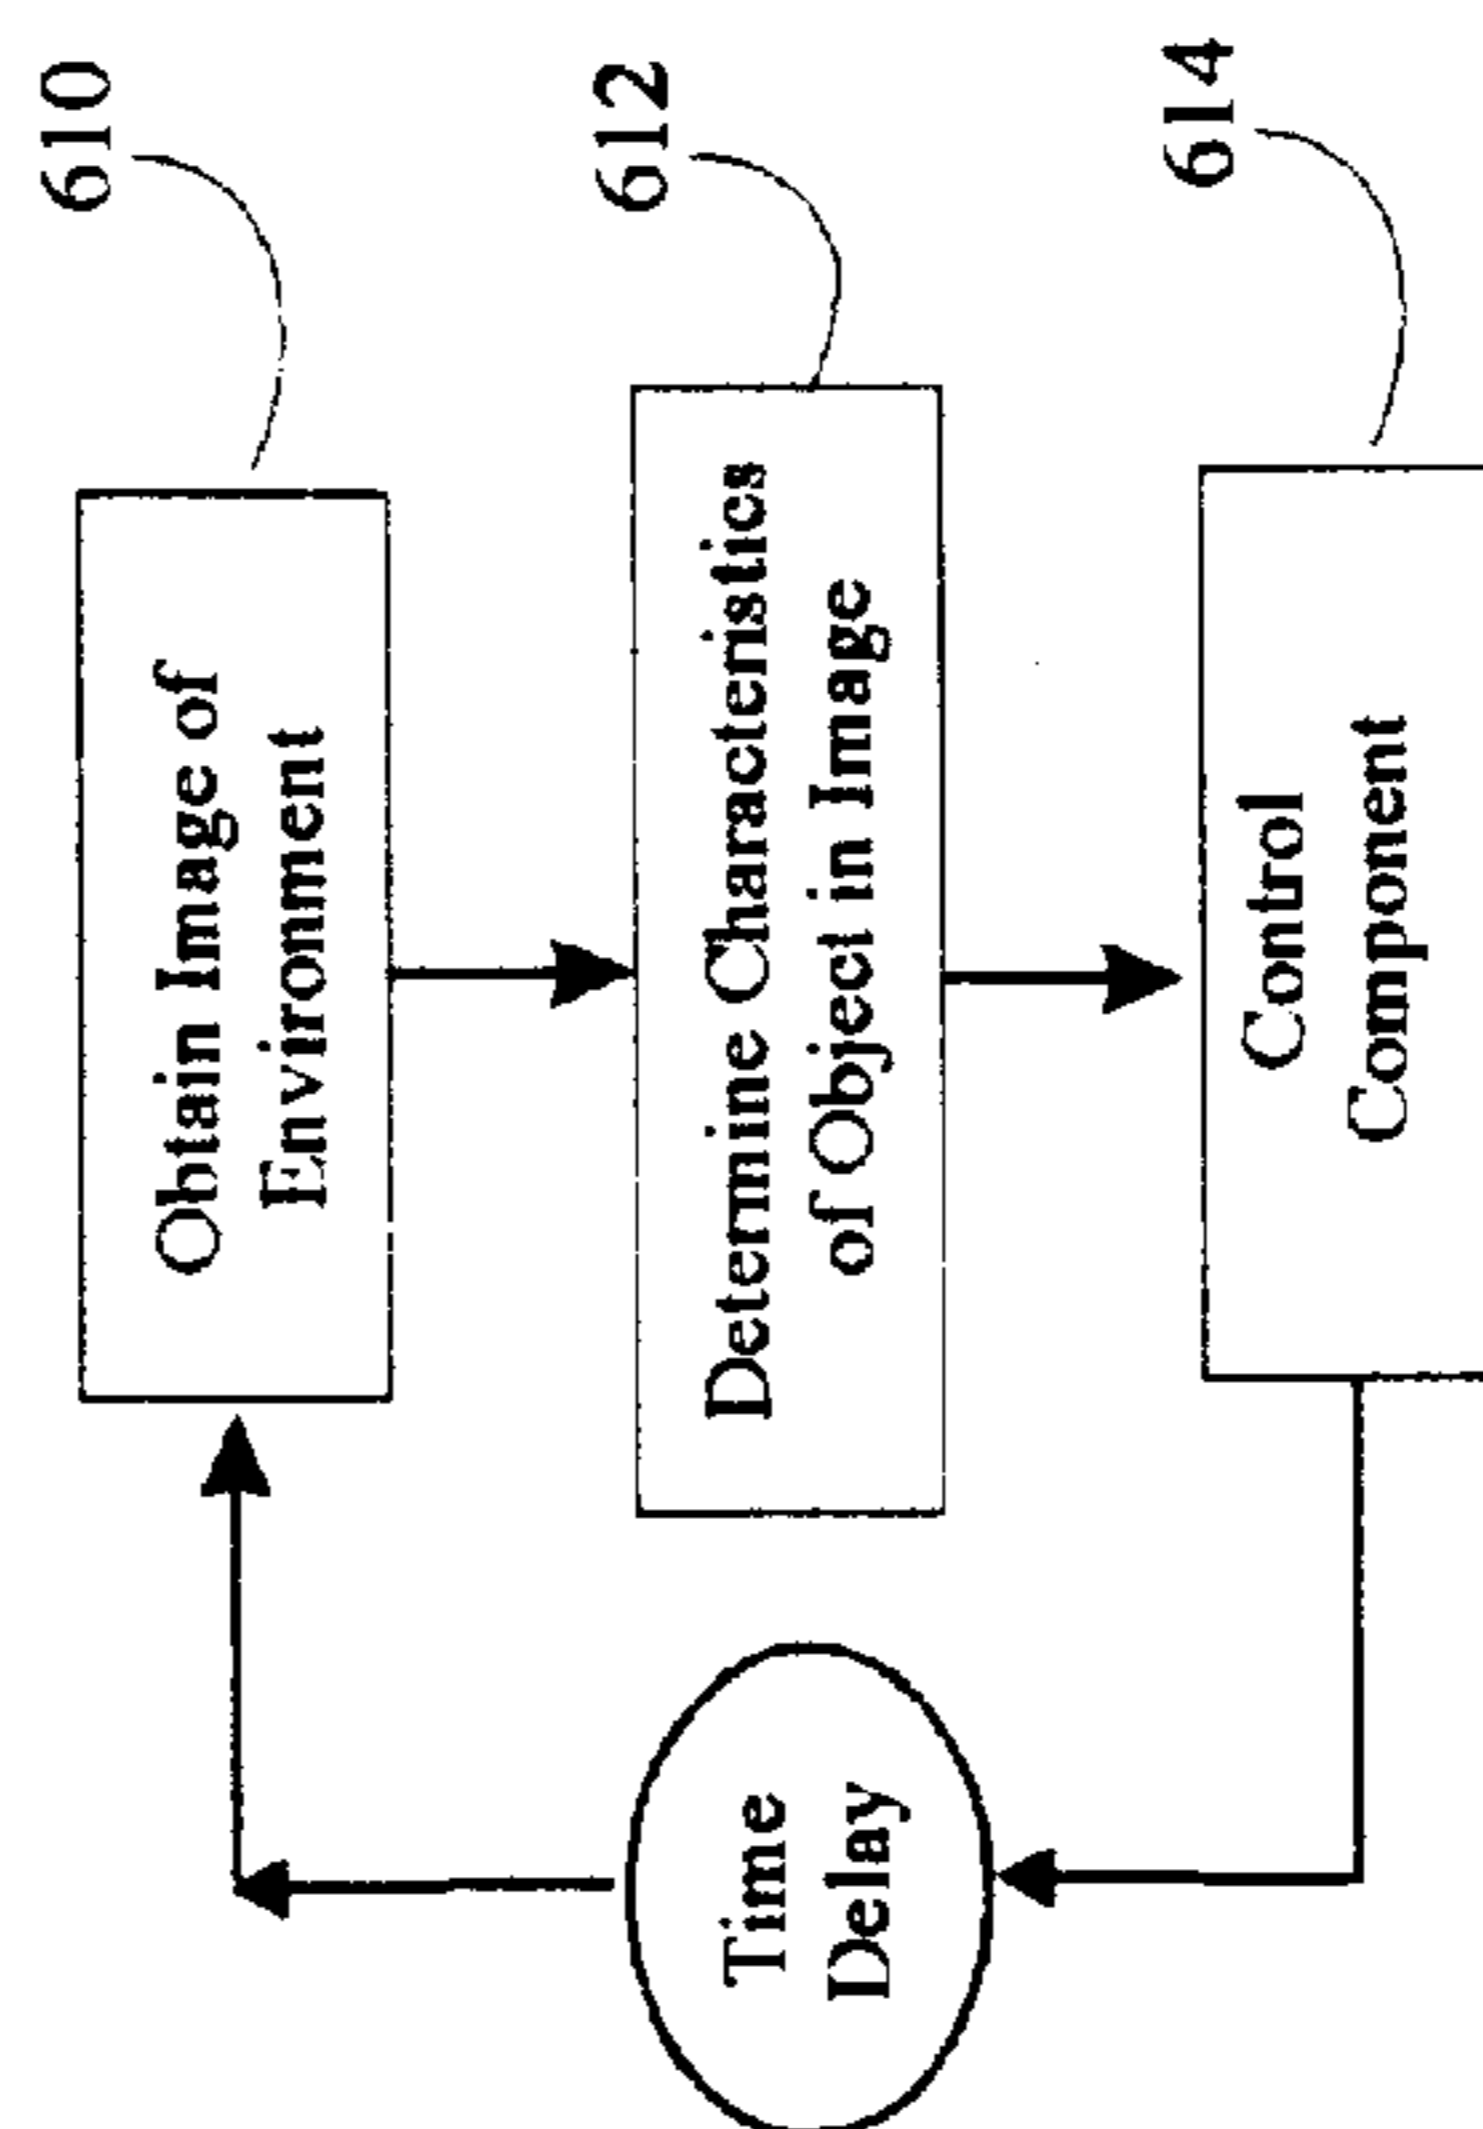 610
Obtain Image of
Environment
612
Determine Characteristics
of Object in Image
614
Control
Component
Time
Delay